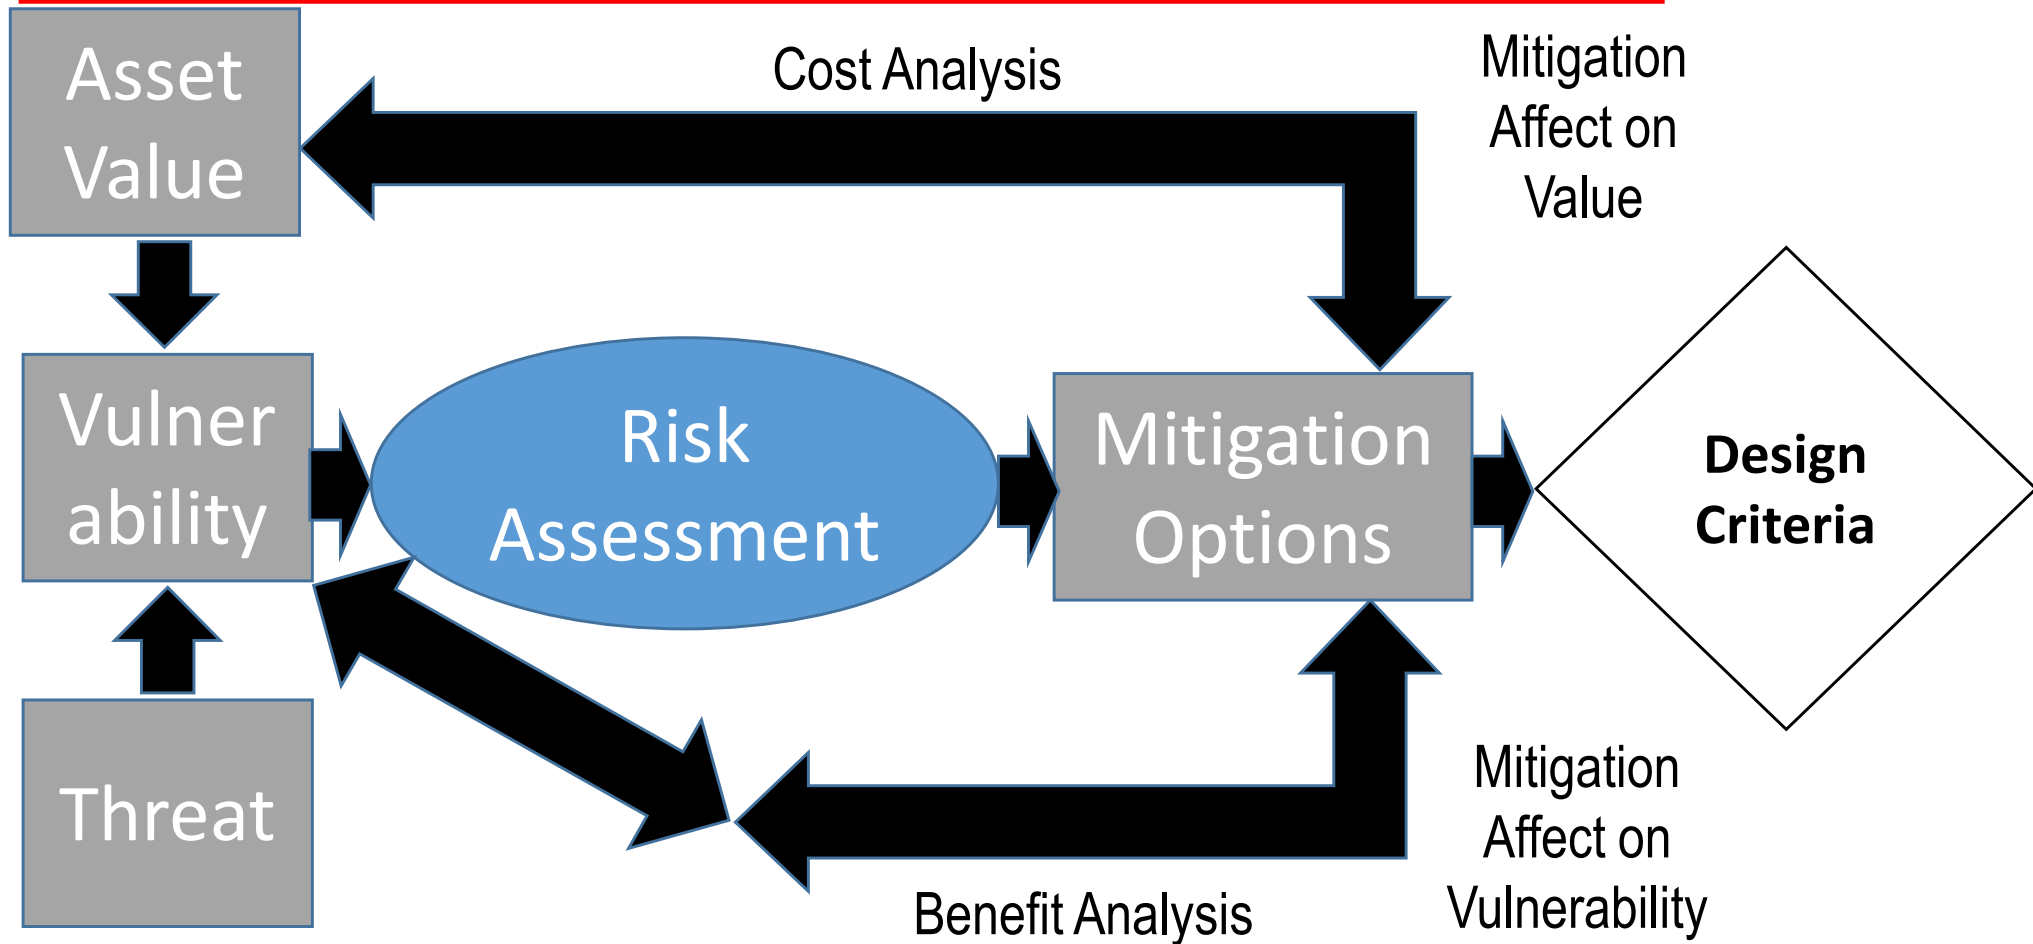 Asset
Value
Cost Analysis
Mitigation
Affect on
Value
Vulner
ability
Risk
Assessment
Mitigation
Options
Design
Criteria
Threat
Benefit Analysis
Mitigation
Affect on
Vulnerability